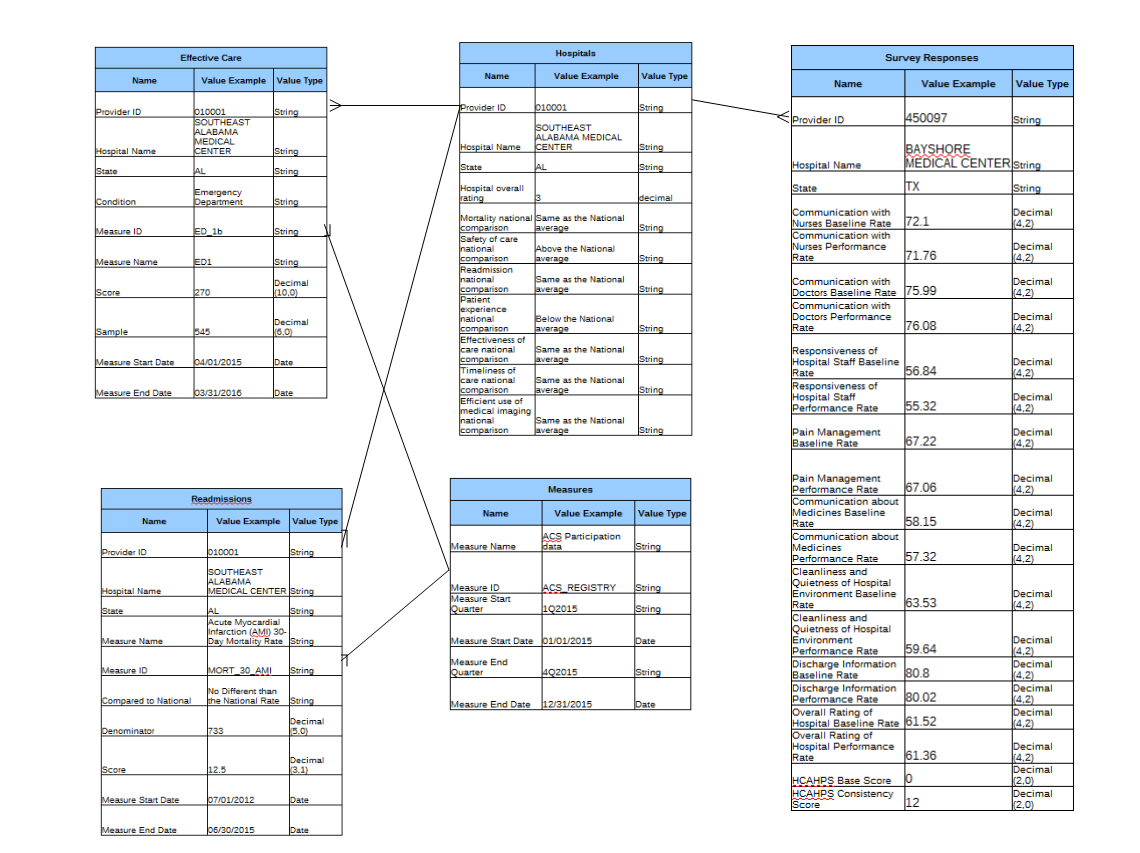 Effective Care
Name Value Example Value Type
Provider ID 010001 String
Hospital Name SOUTHEAST
ALABAMA
MEDICAL
CENTER String
State AL String
Condition Emergency
Department String
Measure ID ED_1b String
Measure Name ED1 String
Score 270 Decimal
(10,0)
Sample 545 Decimal
(6,0)
Measure Start Date 04/01/2015 Date
Measure End Date 03/31/2016 Date
Hospitals
Name Value Example Value Type
Provider ID 010001 String
Hospital Name SOUTHEAST
ALABAMA MEDICAL
CENTER String
State AL String
Hospital overall
rating 3 decimal
Mortality national
comparison Same as the National
average String
Safety of care
national
comparison Above the National
average String
Readmission
national
comparison Same as the National
average String
Patient
experience
national
comparison Below the National
average String
Effectiveness of
care national
comparison Same as the National
average String
Timeliness of
care national
comparison Same as the National
average String
Efficient use of
medical imaging
national
comparison Same as the National
average String
Survey Responses
Name Value Example Value Type
Provider ID 450097 String
Hospital Name BAYSHORE
MEDICAL CENTER String
State TX String
Communication with
Nurses Baseline Rate 72.1 Decimal
(4,2)
Communication with
Nurses Performance
Rate 71.76 Decimal
(4,2)
Communication with
Doctors Baseline Rate 75.99 Decimal
(4,2)
Communication with
Doctors Performance
Rate 76.08 Decimal
(4,2)
Responsiveness of
Hospital Staff Baseline
Rate 56.84 Decimal
(4,2)
Responsiveness of
Hospital Staff
Performance Rate 55.32 Decimal
(4,2)
Pain Management
Baseline Rate 67.22 Decimal
(4,2)
Pain Management
Performance Rate 67.06 Decimal
(4,2)
Communication about
Medicines Baseline
Rate 58.15 Decimal
(4,2)
Communication about
Medicines
Performance Rate 57.32 Decimal
(4,2)
Cleanliness and
Quietness of Hospital
Environment Baseline
Rate 63.53 Decimal
(4,2)
Cleanliness and
Quietness of Hospital
Environment
Performance Rate 59.64 Decimal
(4,2)
Discharge Information
Baseline Rate 80.8 Decimal
(4,2)
Discharge Information
Performance Rate 80.02 Decimal
(4,2)
Overall Rating of
Hospital Baseline Rate 61.52 Decimal
(4,2)
Overall Rating of
Hospital Performance
Rate 61.36 Decimal
(4,2)
HCAHPS Base Score 0 Decimal
(2,0)
HCAHPS Consistency
Score 12 Decimal
(2,0)
Readmissions
Name Value Example Value Type
Provider ID 010001 String
Hospital Name SOUTHEAST
ALABAMA
MEDICAL CENTER String
State AL String
Measure Name Acute Myocardial
Infarction (AMI) 30-
Day Mortality Rate String
Measure ID MORT_30_AMI String
Compared to National No Different than
the National Rate String
Denominator 733 Decimal
(5,0)
Score 12.5 Decimal
(3,1)
Measure Start Date 07/01/2012 Date
Measure End Date 06/30/2015 Date
Measures
Name Value Example Value Type
Measure Name ACS Participation
data String
Measure ID ACS_REGISTRY String
Measure Start
Quarter 1Q2015 String
Measure Start Date 01/01/2015 Date
Measure End
Quarter 4Q2015 String
Measure End Date 12/31/2015 Date